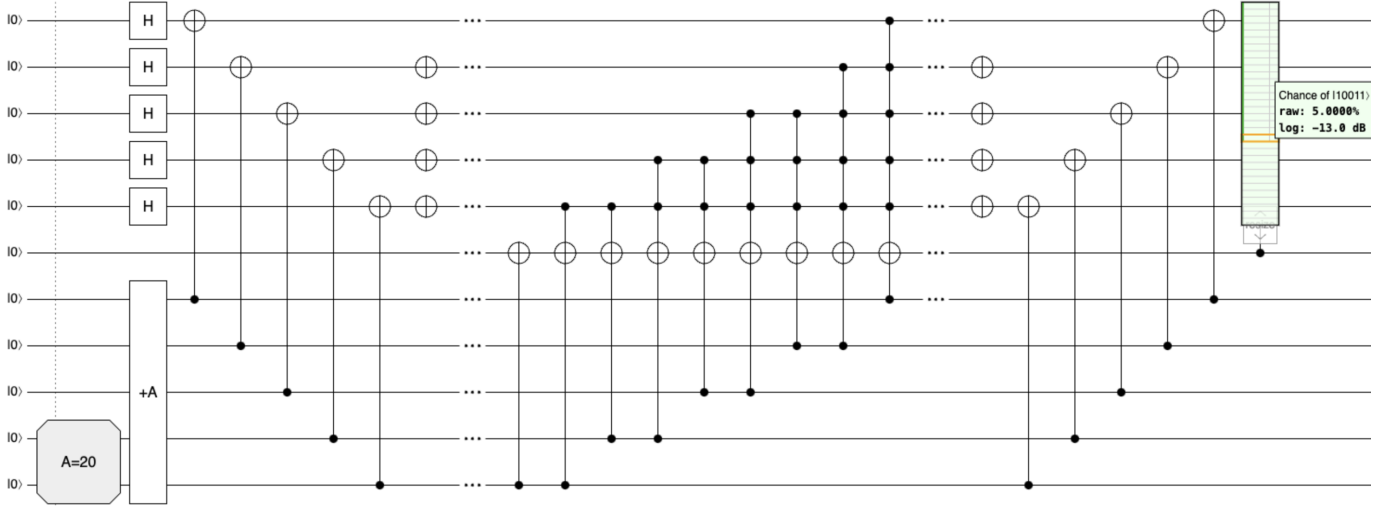 |0⟩ H ... ...
|0⟩ H ... ...
|0⟩ H ... ...
|0⟩ H ... ...
|0⟩ H ... ...
|0⟩ ... ...
|0⟩ ... ...
|0⟩ ...
|0⟩ +A ...
|0⟩ ...
|0⟩ ...
A=20
Chance of |10011⟩
raw: 5.0000%
log: −13.0 dB